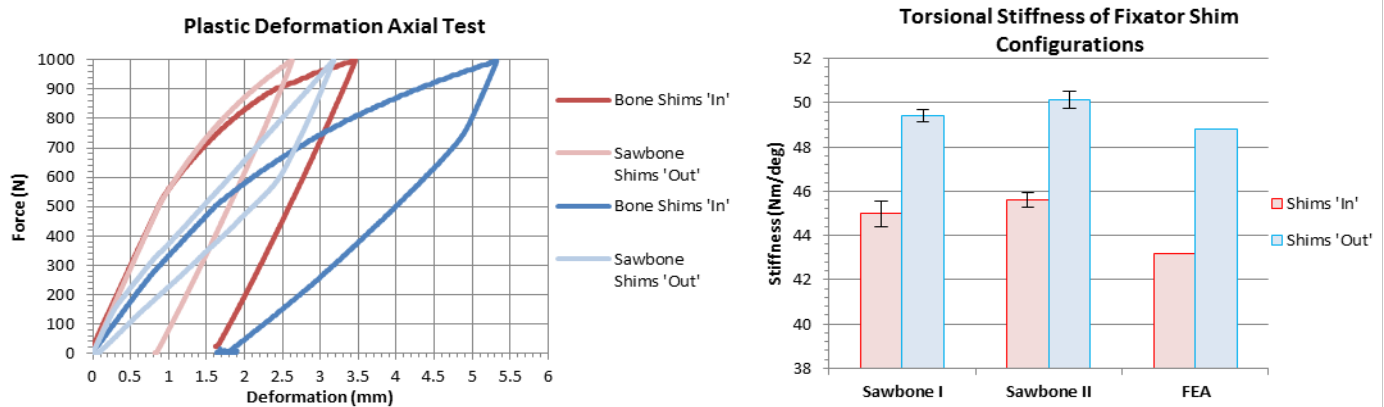 Plastic Deformation Axial Test
Force (N)
1000
900
800
700
600
500
400
300
200
100
0
0
0.5
1
1.5
2
2.5
3
3.5
4
4.5
5
5.5
6
Deformation (mm)
Bone Shims 'In'
Sawbone
Shims 'Out'
Bone Shims 'In'
Sawbone
Shims 'Out'
Torsional Stiffness of Fixator Shim
Configurations
Stiffness (Nm/deg)
52
50
48
46
44
42
40
38
Sawbone I
Sawbone II
FEA
Shims 'In'
Shims 'Out'